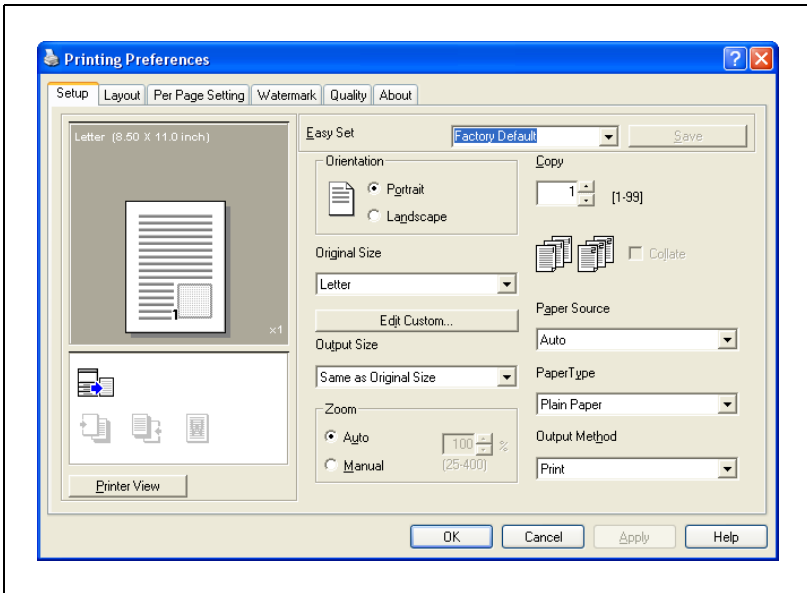 Printing Preferences
Setup Layout Per Page Setting Watermark Quality About
Letter (8.50 X 11.0 inch)
1
x1
Printer View
Easy Set Factory Default Save
Orientation
Portrait
Landscape
Original Size
Letter
Edit Custom...
Output Size
Same as Original Size
Zoom
Auto
Manual
100 %
(25-400)
Copy
1 [1-99]
Collate
Paper Source
Auto
PaperType
Plain Paper
Output Method
Print
OK Cancel Apply Help